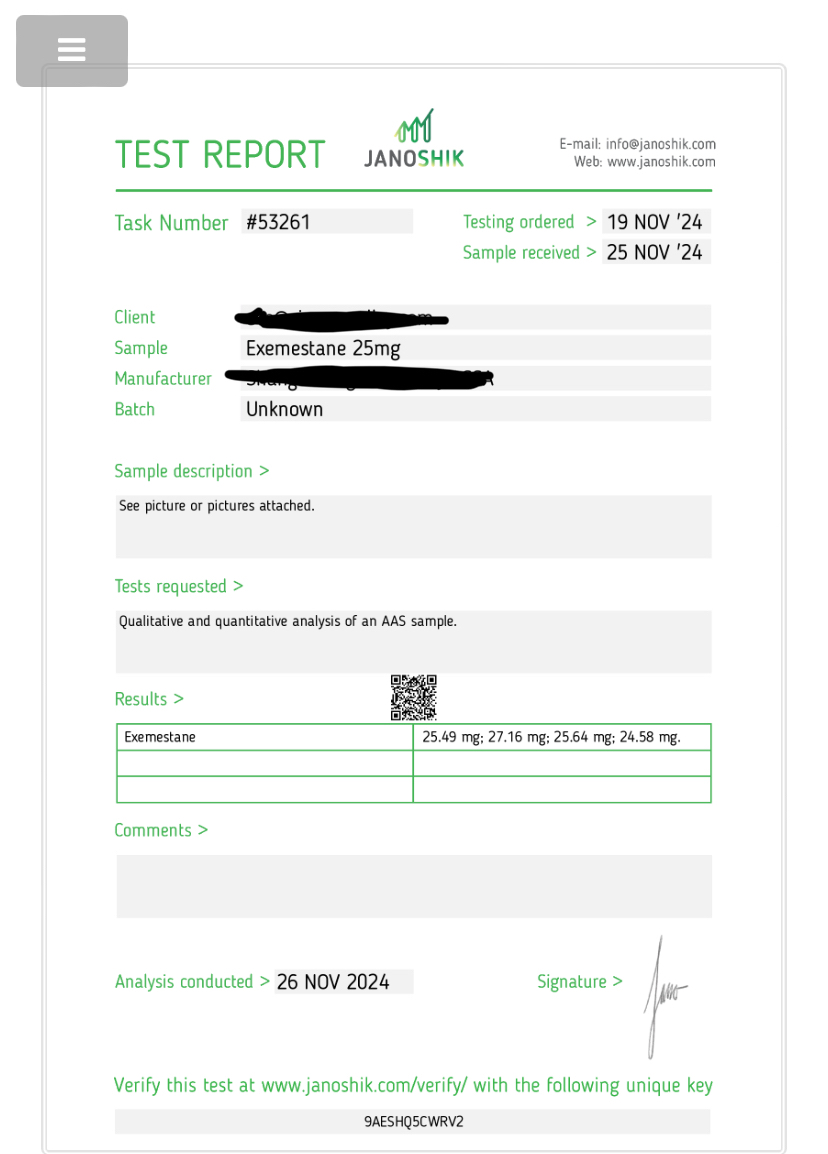 TEST REPORT
JANOSHIK
E-mail: info@janoshik.com
Web: www.janoshik.com
Task Number #53261
Testing ordered > 19 NOV '24
Sample received > 25 NOV '24
Client
Sample Exemestane 25mg
Manufacturer
Batch Unknown
Sample description >
See picture or pictures attached.
Tests requested >
Qualitative and quantitative analysis of an AAS sample.
Results >
Exemestane 25.49 mg; 27.16 mg; 25.64 mg; 24.58 mg.
Comments >
Analysis conducted > 26 NOV 2024
Signature > Jano
Verify this test at www.janoshik.com/verify/ with the following unique key
9AESHQ5CWRV2